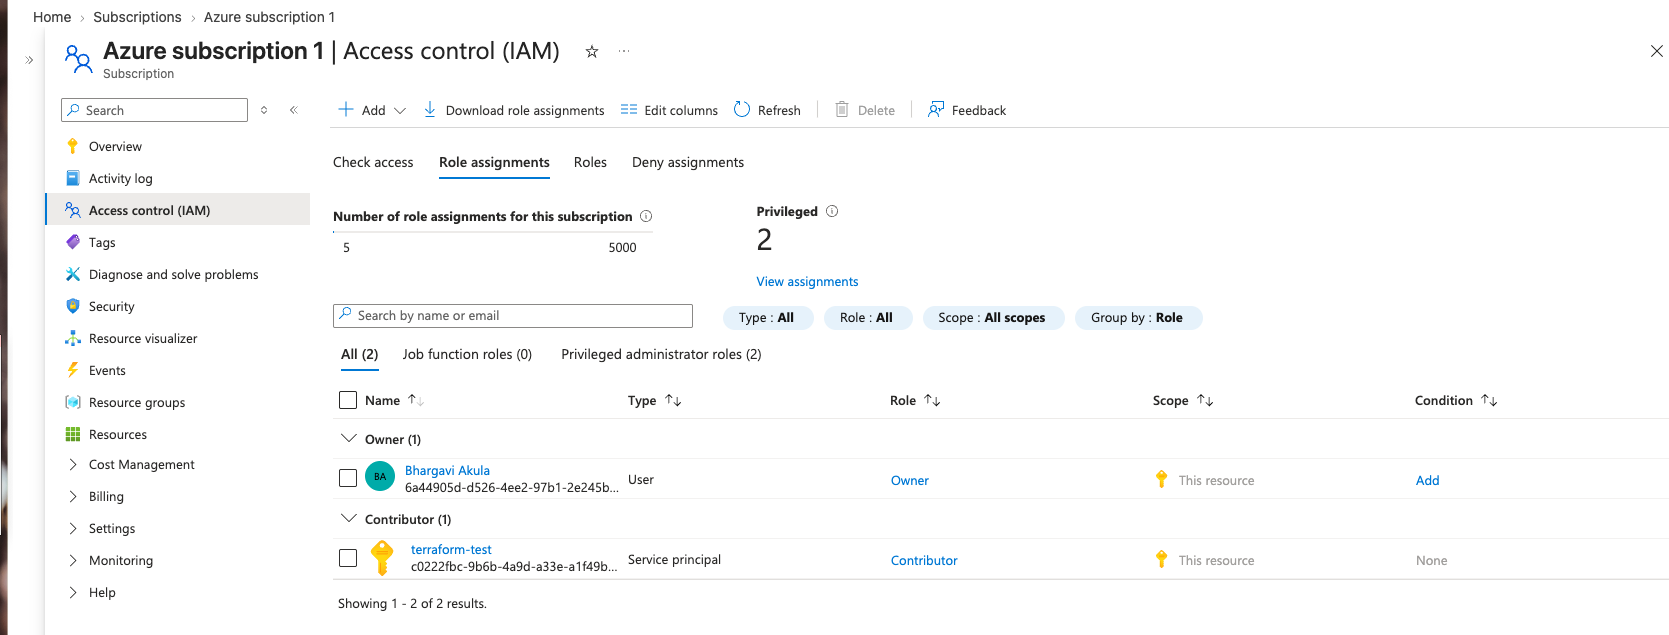 Home › Subscriptions › Azure subscription 1
Azure subscription 1 | Access control (IAM)
Subscription
Search
Add
Download role assignments
Edit columns
Refresh
Delete
Feedback
Overview
Activity log
Access control (IAM)
Tags
Diagnose and solve problems
Security
Resource visualizer
Events
Resource groups
Resources
Cost Management
Billing
Settings
Monitoring
Help
Check access Role assignments Roles Deny assignments
Number of role assignments for this subscription
5 5000
Privileged
2
View assignments
Search by name or email
Type : All Role : All Scope : All scopes Group by : Role
All (2) Job function roles (0) Privileged administrator roles (2)
Name Type Role Scope Condition
Owner (1)
BA Bhargavi Akula
6a44905d-d526-4ee2-97b1-2e245b...
User Owner This resource Add
Contributor (1)
terraform-test
c0222fbc-9b6b-4a9d-a33e-a1f49b...
Service principal Contributor This resource None
Showing 1 - 2 of 2 results.